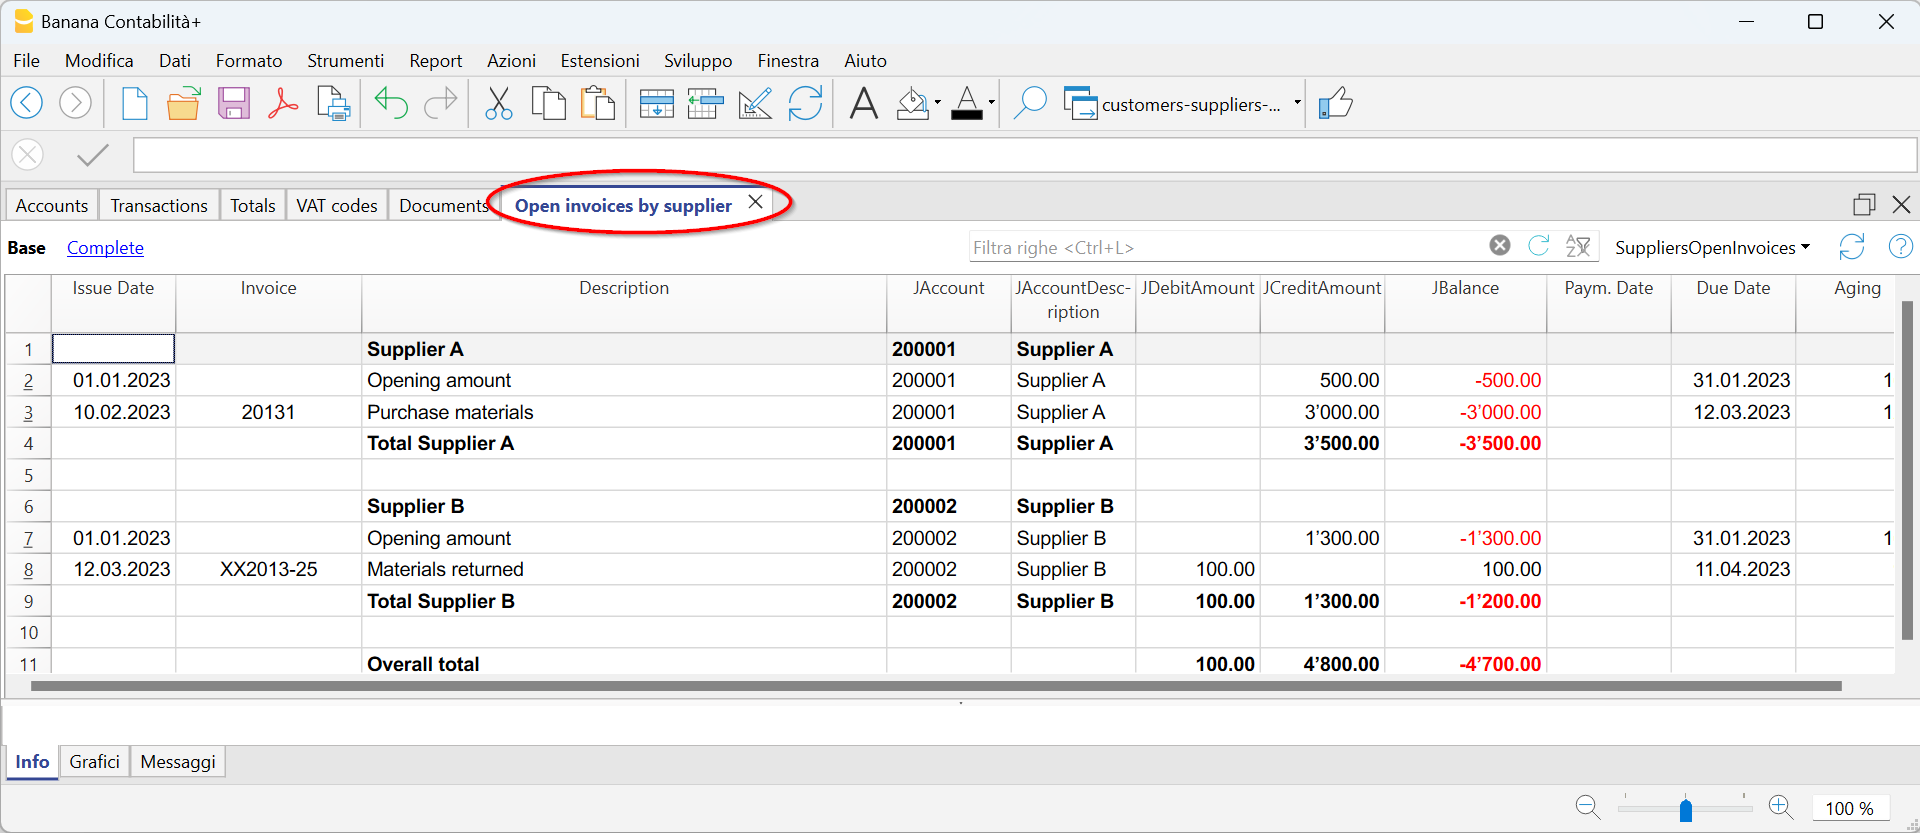 Banana Contabilità+
File Modifica Dati Formato Strumenti Report Azioni Estensioni Sviluppo Finestra Aiuto
customers-suppliers-...
Accounts Transactions Totals VAT codes Documents Open invoices by supplier
Base Complete Filtra righe <Ctrl+L> SuppliersOpenInvoices
Issue Date Invoice Description JAccount JAccountDesc-ription JDebitAmount JCreditAmount JBalance Paym. Date Due Date Aging
1 Supplier A 200001 Supplier A
2 01.01.2023 Opening amount 200001 Supplier A 500.00 -500.00 31.01.2023 1
3 10.02.2023 20131 Purchase materials 200001 Supplier A 3’000.00 -3’000.00 12.03.2023 1
4 Total Supplier A 200001 Supplier A 3’500.00 -3’500.00
5
6 Supplier B 200002 Supplier B
7 01.01.2023 Opening amount 200002 Supplier B 1’300.00 -1’300.00 31.01.2023 1
8 12.03.2023 XX2013-25 Materials returned 200002 Supplier B 100.00 100.00 11.04.2023
9 Total Supplier B 200002 Supplier B 100.00 1’300.00 -1’200.00
10
11 Overall total 100.00 4’800.00 -4’700.00
Info Grafici Messaggi
100 %